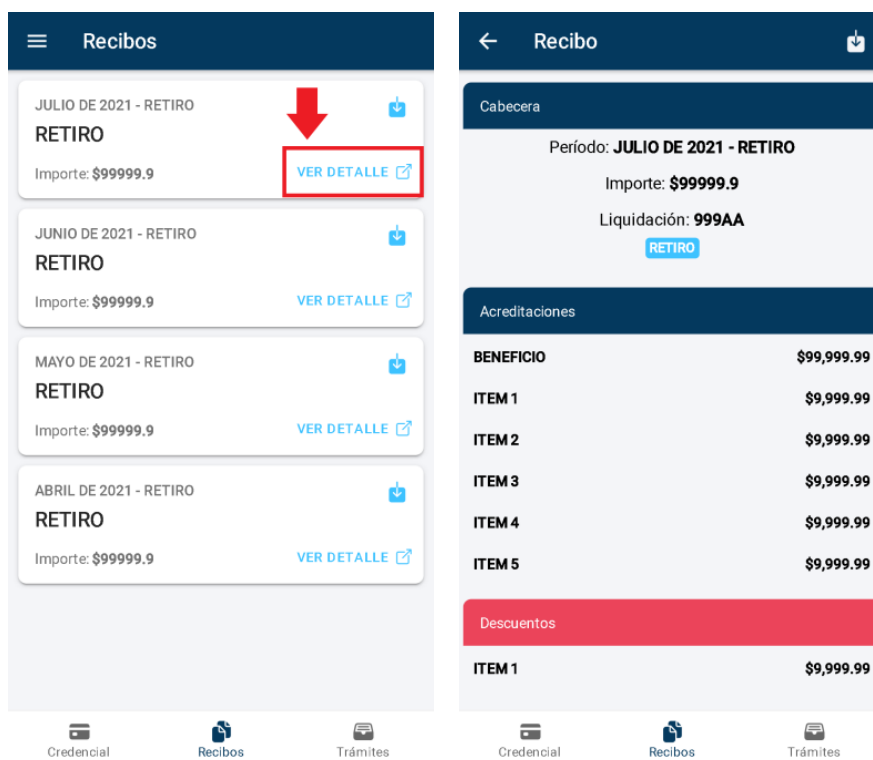 Recibos
JULIO DE 2021 - RETIRO
RETIRO
Importe: $99999.9
VER DETALLE
JUNIO DE 2021 - RETIRO
RETIRO
Importe: $99999.9
VER DETALLE
MAYO DE 2021 - RETIRO
RETIRO
Importe: $99999.9
VER DETALLE
ABRIL DE 2021 - RETIRO
RETIRO
Importe: $99999.9
VER DETALLE
Credencial
Recibos
Trámites
Recibo
Cabecera
Período: JULIO DE 2021 - RETIRO
Importe: $99999.9
Liquidación: 999AA
RETIRO
Acreditaciones
BENEFICIO $99,999.99
ITEM 1 $9,999.99
ITEM 2 $9,999.99
ITEM 3 $9,999.99
ITEM 4 $9,999.99
ITEM 5 $9,999.99
Descuentos
ITEM 1 $9,999.99
Credencial
Recibos
Trámites